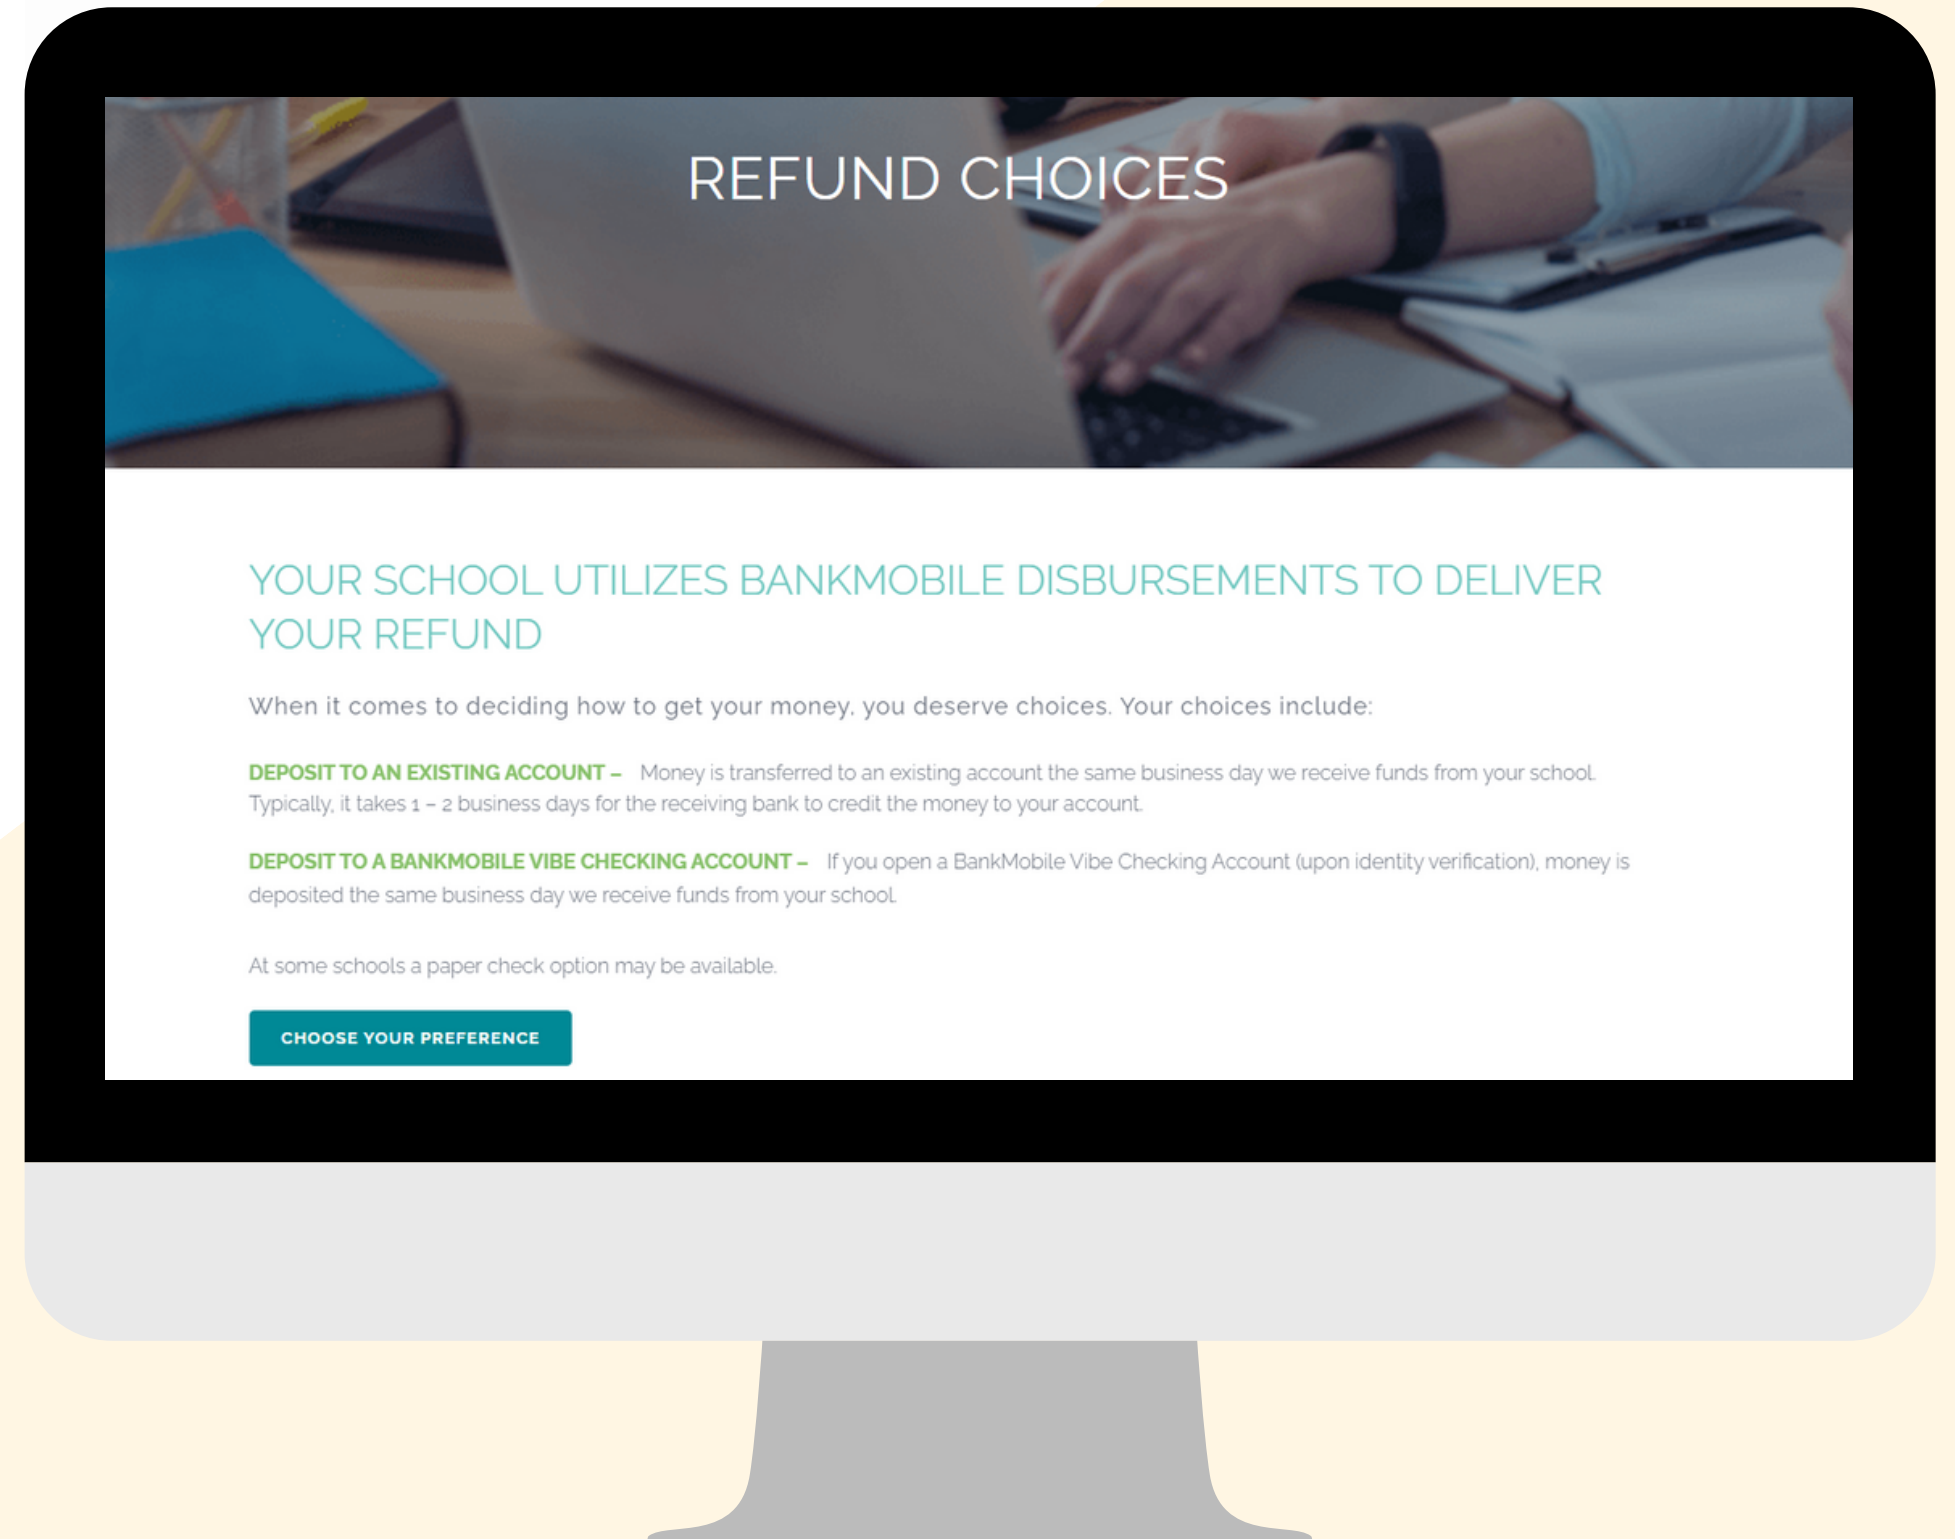 REFUND CHOICES
YOUR SCHOOL UTILIZES BANKMOBILE DISBURSEMENTS TO DELIVER
YOUR REFUND
When it comes to deciding how to get your money, you deserve choices. Your choices include:
DEPOSIT TO AN EXISTING ACCOUNT – Money is transferred to an existing account the same business day we receive funds from your school.
Typically, it takes 1 – 2 business days for the receiving bank to credit the money to your account.
DEPOSIT TO A BANKMOBILE VIBE CHECKING ACCOUNT – If you open a BankMobile Vibe Checking Account (upon identity verification), money is
deposited the same business day we receive funds from your school.
At some schools a paper check option may be available.
CHOOSE YOUR PREFERENCE